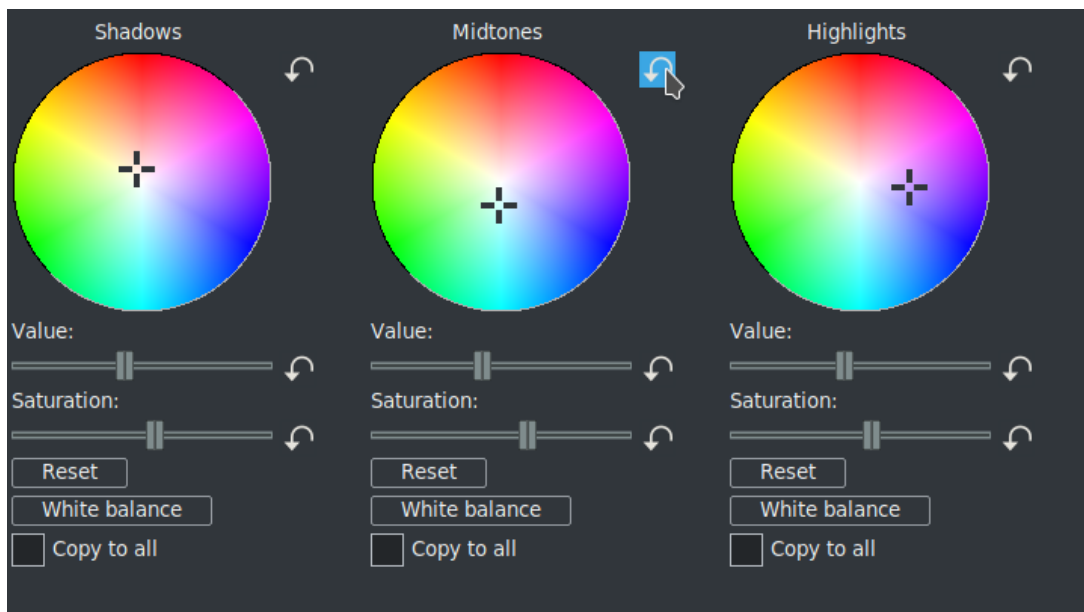 Shadows Midtones Highlights
Value: Value: Value:
Saturation: Saturation: Saturation:
Reset Reset Reset
White balance White balance White balance
Copy to all Copy to all Copy to all